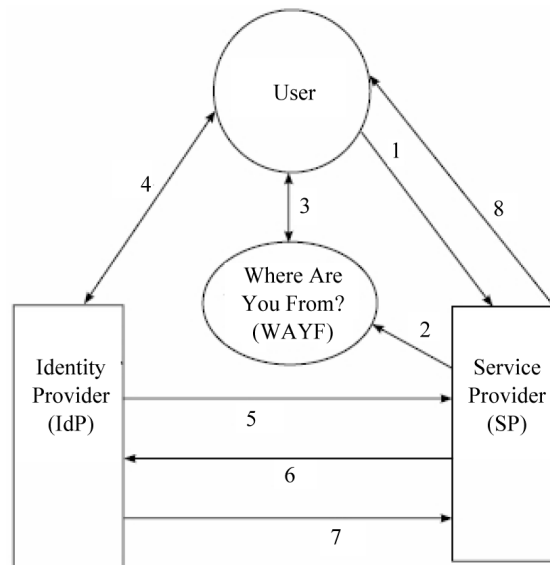 User
1
4
8
3
Where Are
You From?
(WAYF)
2
Identity
Provider
(IdP)
Service
Provider
(SP)
5
6
7